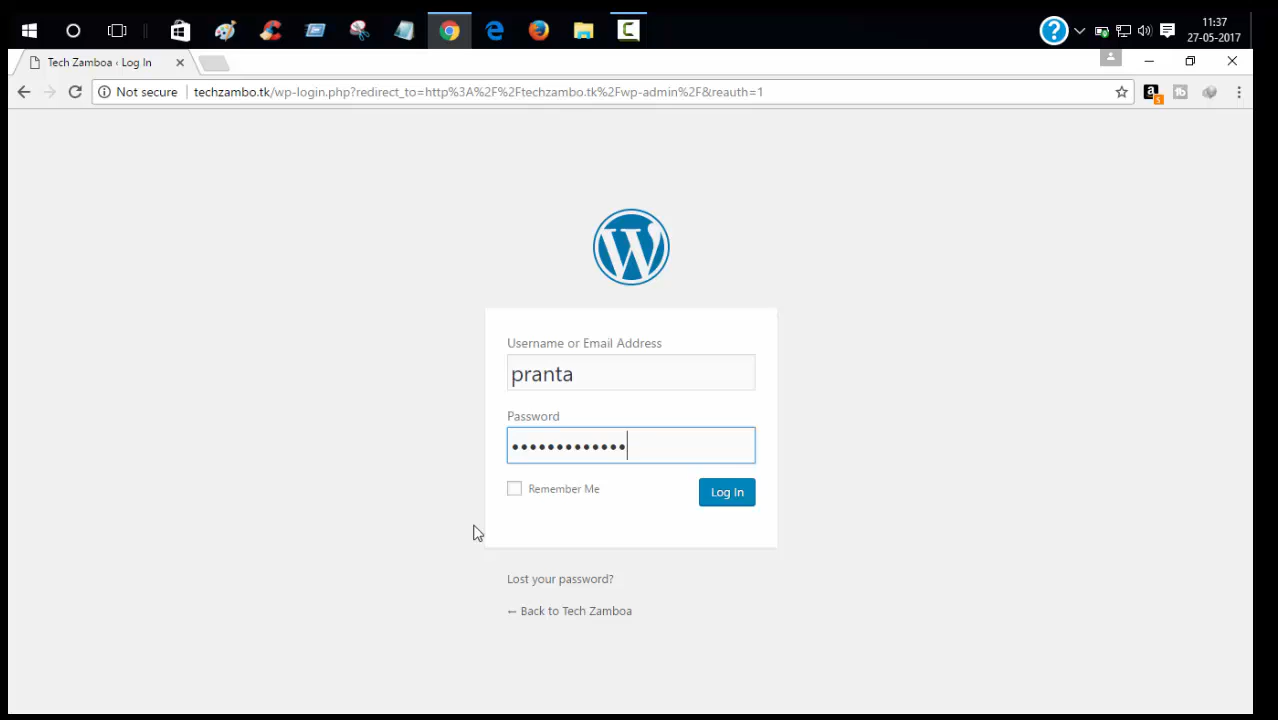 11:37
27-05-2017
Tech Zamboa ‹ Log In
Not secure
techzambo.tk/wp-login.php?redirect_to=http%3A%2F%2Ftechzambo.tk%2Fwp-admin%2F&reauth=1
Username or Email Address
pranta
Password
•••••••••••••
Remember Me
Log In
Lost your password?
← Back to Tech Zamboa